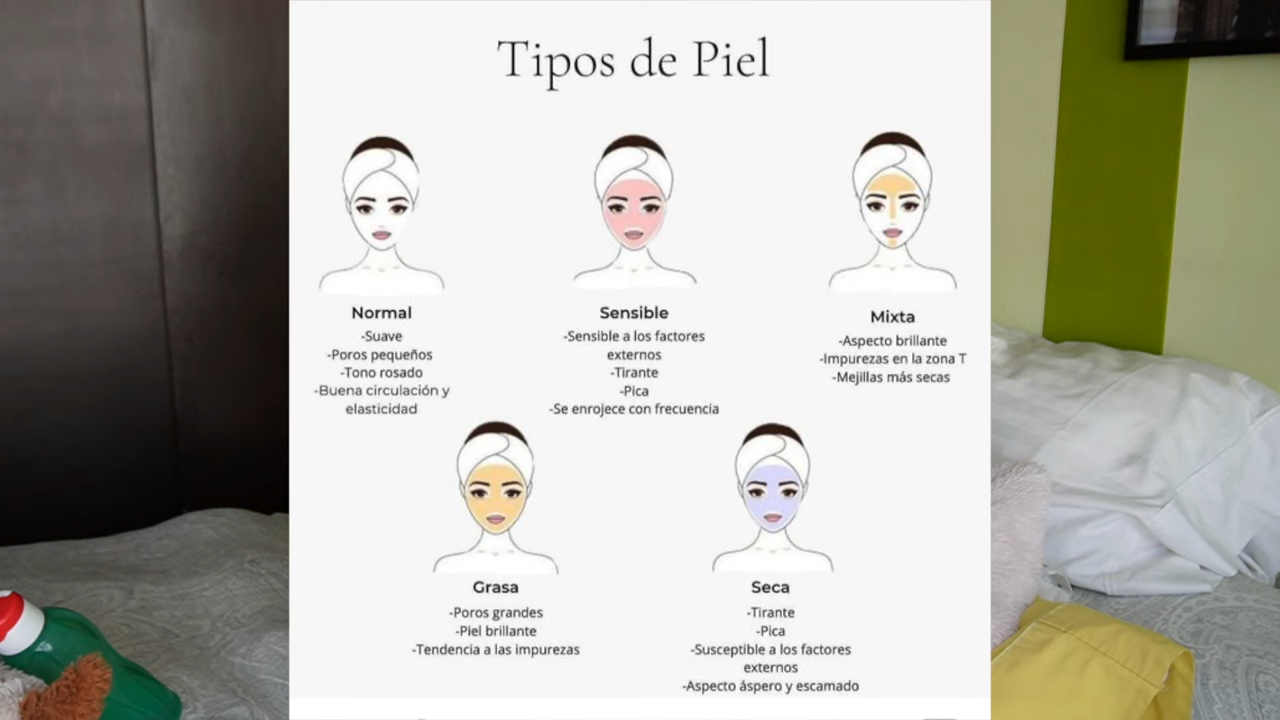 Tipos de Piel
Normal
-Suave
-Poros pequeños
-Tono rosado
-Buena circulación y
elasticidad
Sensible
-Sensible a los factores
externos
-Tirante
-Pica
-Se enrojece con frecuencia
Mixta
-Aspecto brillante
-Impurezas en la zona T
-Mejillas más secas
Grasa
-Poros grandes
-Piel brillante
-Tendencia a las impurezas
Seca
-Tirante
-Pica
-Susceptible a los factores
externos
-Aspecto áspero y escamado